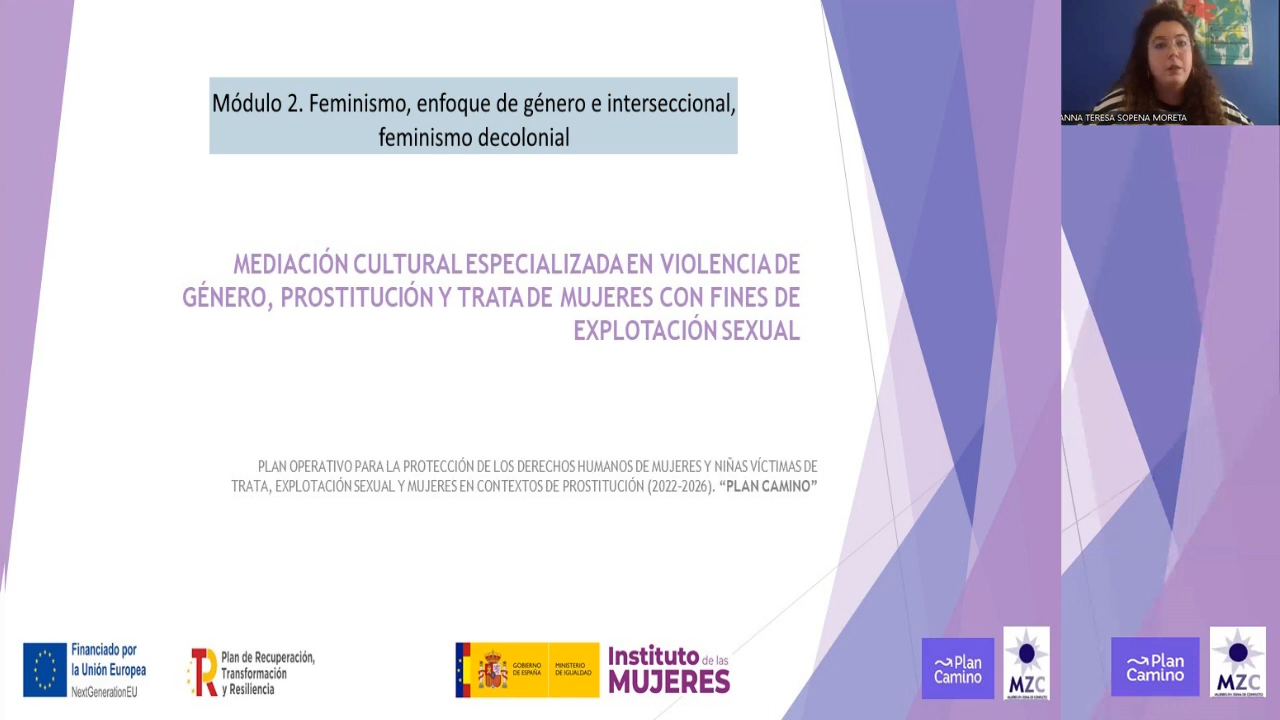 Módulo 2. Feminismo, enfoque de género e interseccional,
feminismo decolonial
ANNA TERESA SOPENA MORETA
MEDIACIÓN CULTURAL ESPECIALIZADA EN VIOLENCIA DE
GÉNERO, PROSTITUCIÓN Y TRATA DE MUJERES CON FINES DE
EXPLOTACIÓN SEXUAL
PLAN OPERATIVO PARA LA PROTECCIÓN DE LOS DERECHOS HUMANOS DE MUJERES Y NIÑAS VÍCTIMAS DE
TRATA, EXPLOTACIÓN SEXUAL Y MUJERES EN CONTEXTOS DE PROSTITUCIÓN (2022-2026). “PLAN CAMINO”
Financiado por
la Unión Europea
NextGenerationEU
Plan de Recuperación,
Transformación
y Resiliencia
GOBIERNO
DE ESPAÑA
MINISTERIO
DE IGUALDAD
Instituto de las
MUJERES
Plan
Camino
MZC
Plan
Camino
MZC